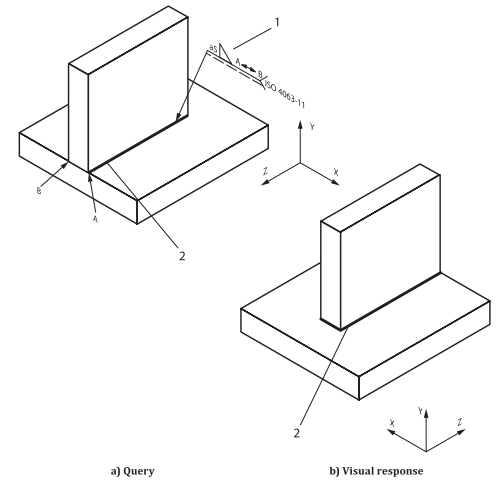 1
a5
A
B
ISO 4063-11
Y
Z
X
B
A
2
2
Y
X
Z
a) Query
b) Visual response